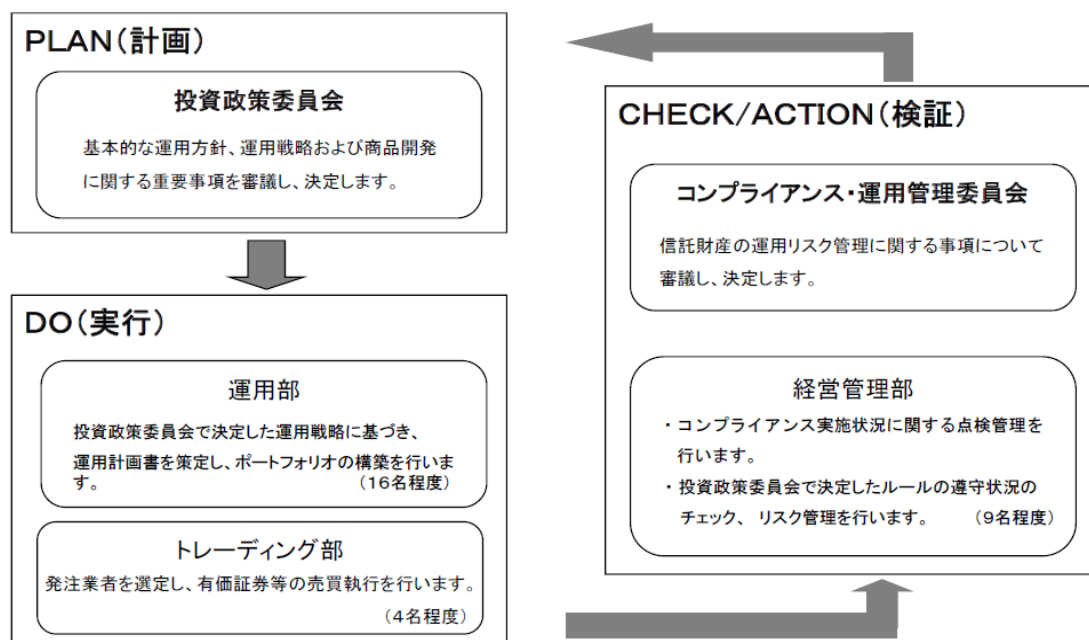 PLAN(計画)
投資政策委員会
基本的な運用方針、運用戦略および商品開発
に関する重要事項を審議し、決定します。
DO(実行)
運用部
投資政策委員会で決定した運用戦略に基づき、
運用計画書を策定し、ポートフォリオの構築を行いま
す。 (16名程度)
トレーディング部
発注業者を選定し、有価証券等の売買執行を行います。
(4名程度)
CHECK/ACTION(検証)
コンプライアンス・運用管理委員会
信託財産の運用リスク管理に関する事項について
審議し、決定します。
経営管理部
・コンプライアンス実施状況に関する点検管理を
行います。
・投資政策委員会で決定したルールの遵守状況の
チェック、 リスク管理を行います。 (9名程度)